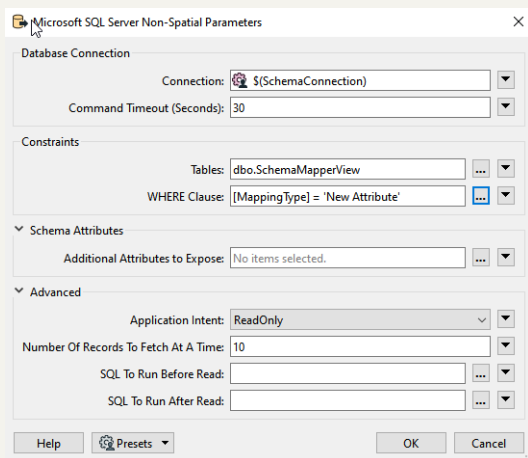 Microsoft SQL Server Non-Spatial Parameters
Database Connection
Connection: $(SchemaConnection)
Command Timeout (Seconds): 30
Constraints
Tables: dbo.SchemaMapperView ...
WHERE Clause: [MappingType] = 'New Attribute' ...
Schema Attributes
Additional Attributes to Expose: No items selected. ...
Advanced
Application Intent: ReadOnly
Number Of Records To Fetch At A Time: 10
SQL To Run Before Read: ...
SQL To Run After Read: ...
Help Presets OK Cancel